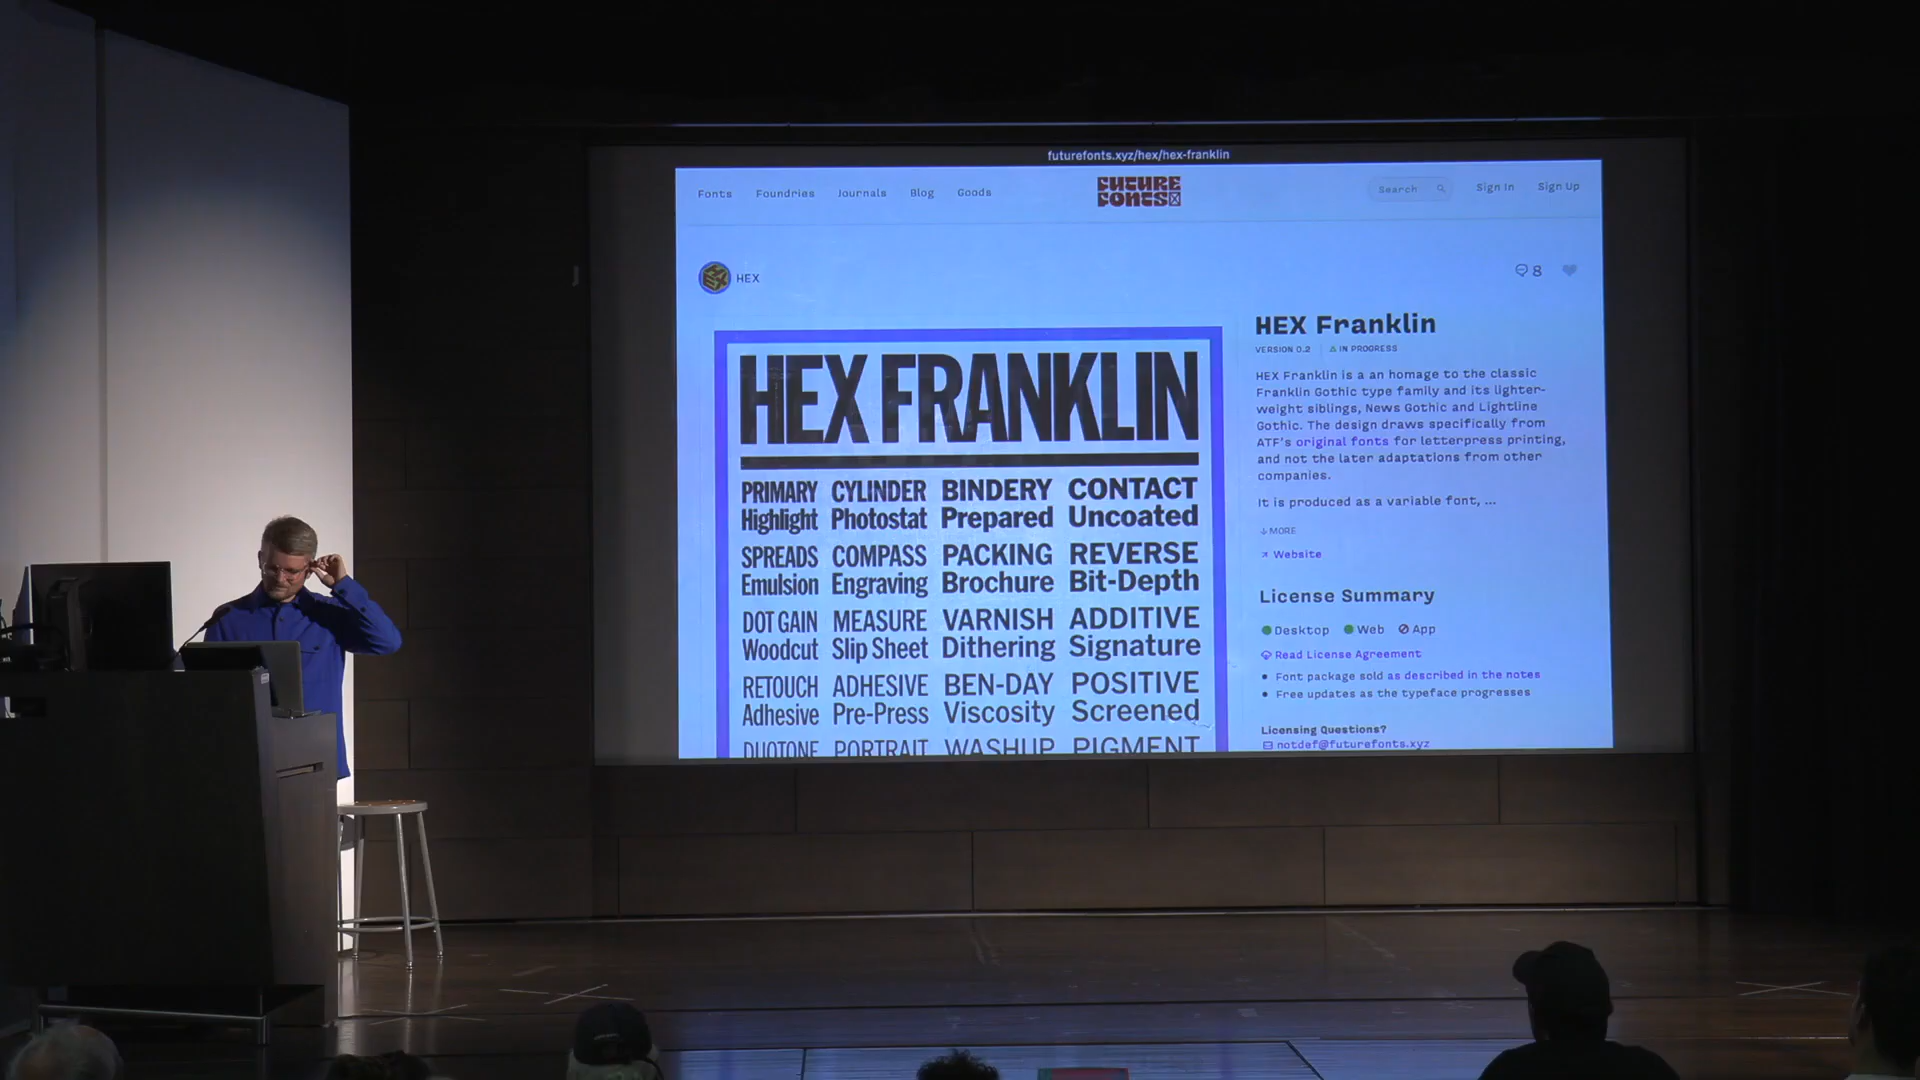 futurefonts.xyz/hex/hex-franklin
Fonts Foundries Journals Blog Goods
FUTURE
FONTS
Search
Sign In Sign Up
HEX
8
HEX FRANKLIN
PRIMARY CYLINDER BINDERY CONTACT
Highlight Photostat Prepared Uncoated
SPREADS COMPASS PACKING REVERSE
Emulsion Engraving Brochure Bit-Depth
DOT GAIN MEASURE VARNISH ADDITIVE
Woodcut Slip Sheet Dithering Signature
RETOUCH ADHESIVE BEN-DAY POSITIVE
Adhesive Pre-Press Viscosity Screened
DUOTONE PORTRAIT WASHUP PIGMENT
HEX Franklin
VERSION 0.2 IN PROGRESS
HEX Franklin is a an homage to the classic
Franklin Gothic type family and its lighter-
weight siblings, News Gothic and Lightline
Gothic. The design draws specifically from
ATF's original fonts for letterpress printing,
and not the later adaptations from other
companies.
It is produced as a variable font, ...
↓ MORE
↗ Website
License Summary
Desktop Web App
Read License Agreement
• Font package sold as described in the notes
• Free updates as the typeface progresses
Licensing Questions?
notdef@futurefonts.xyz